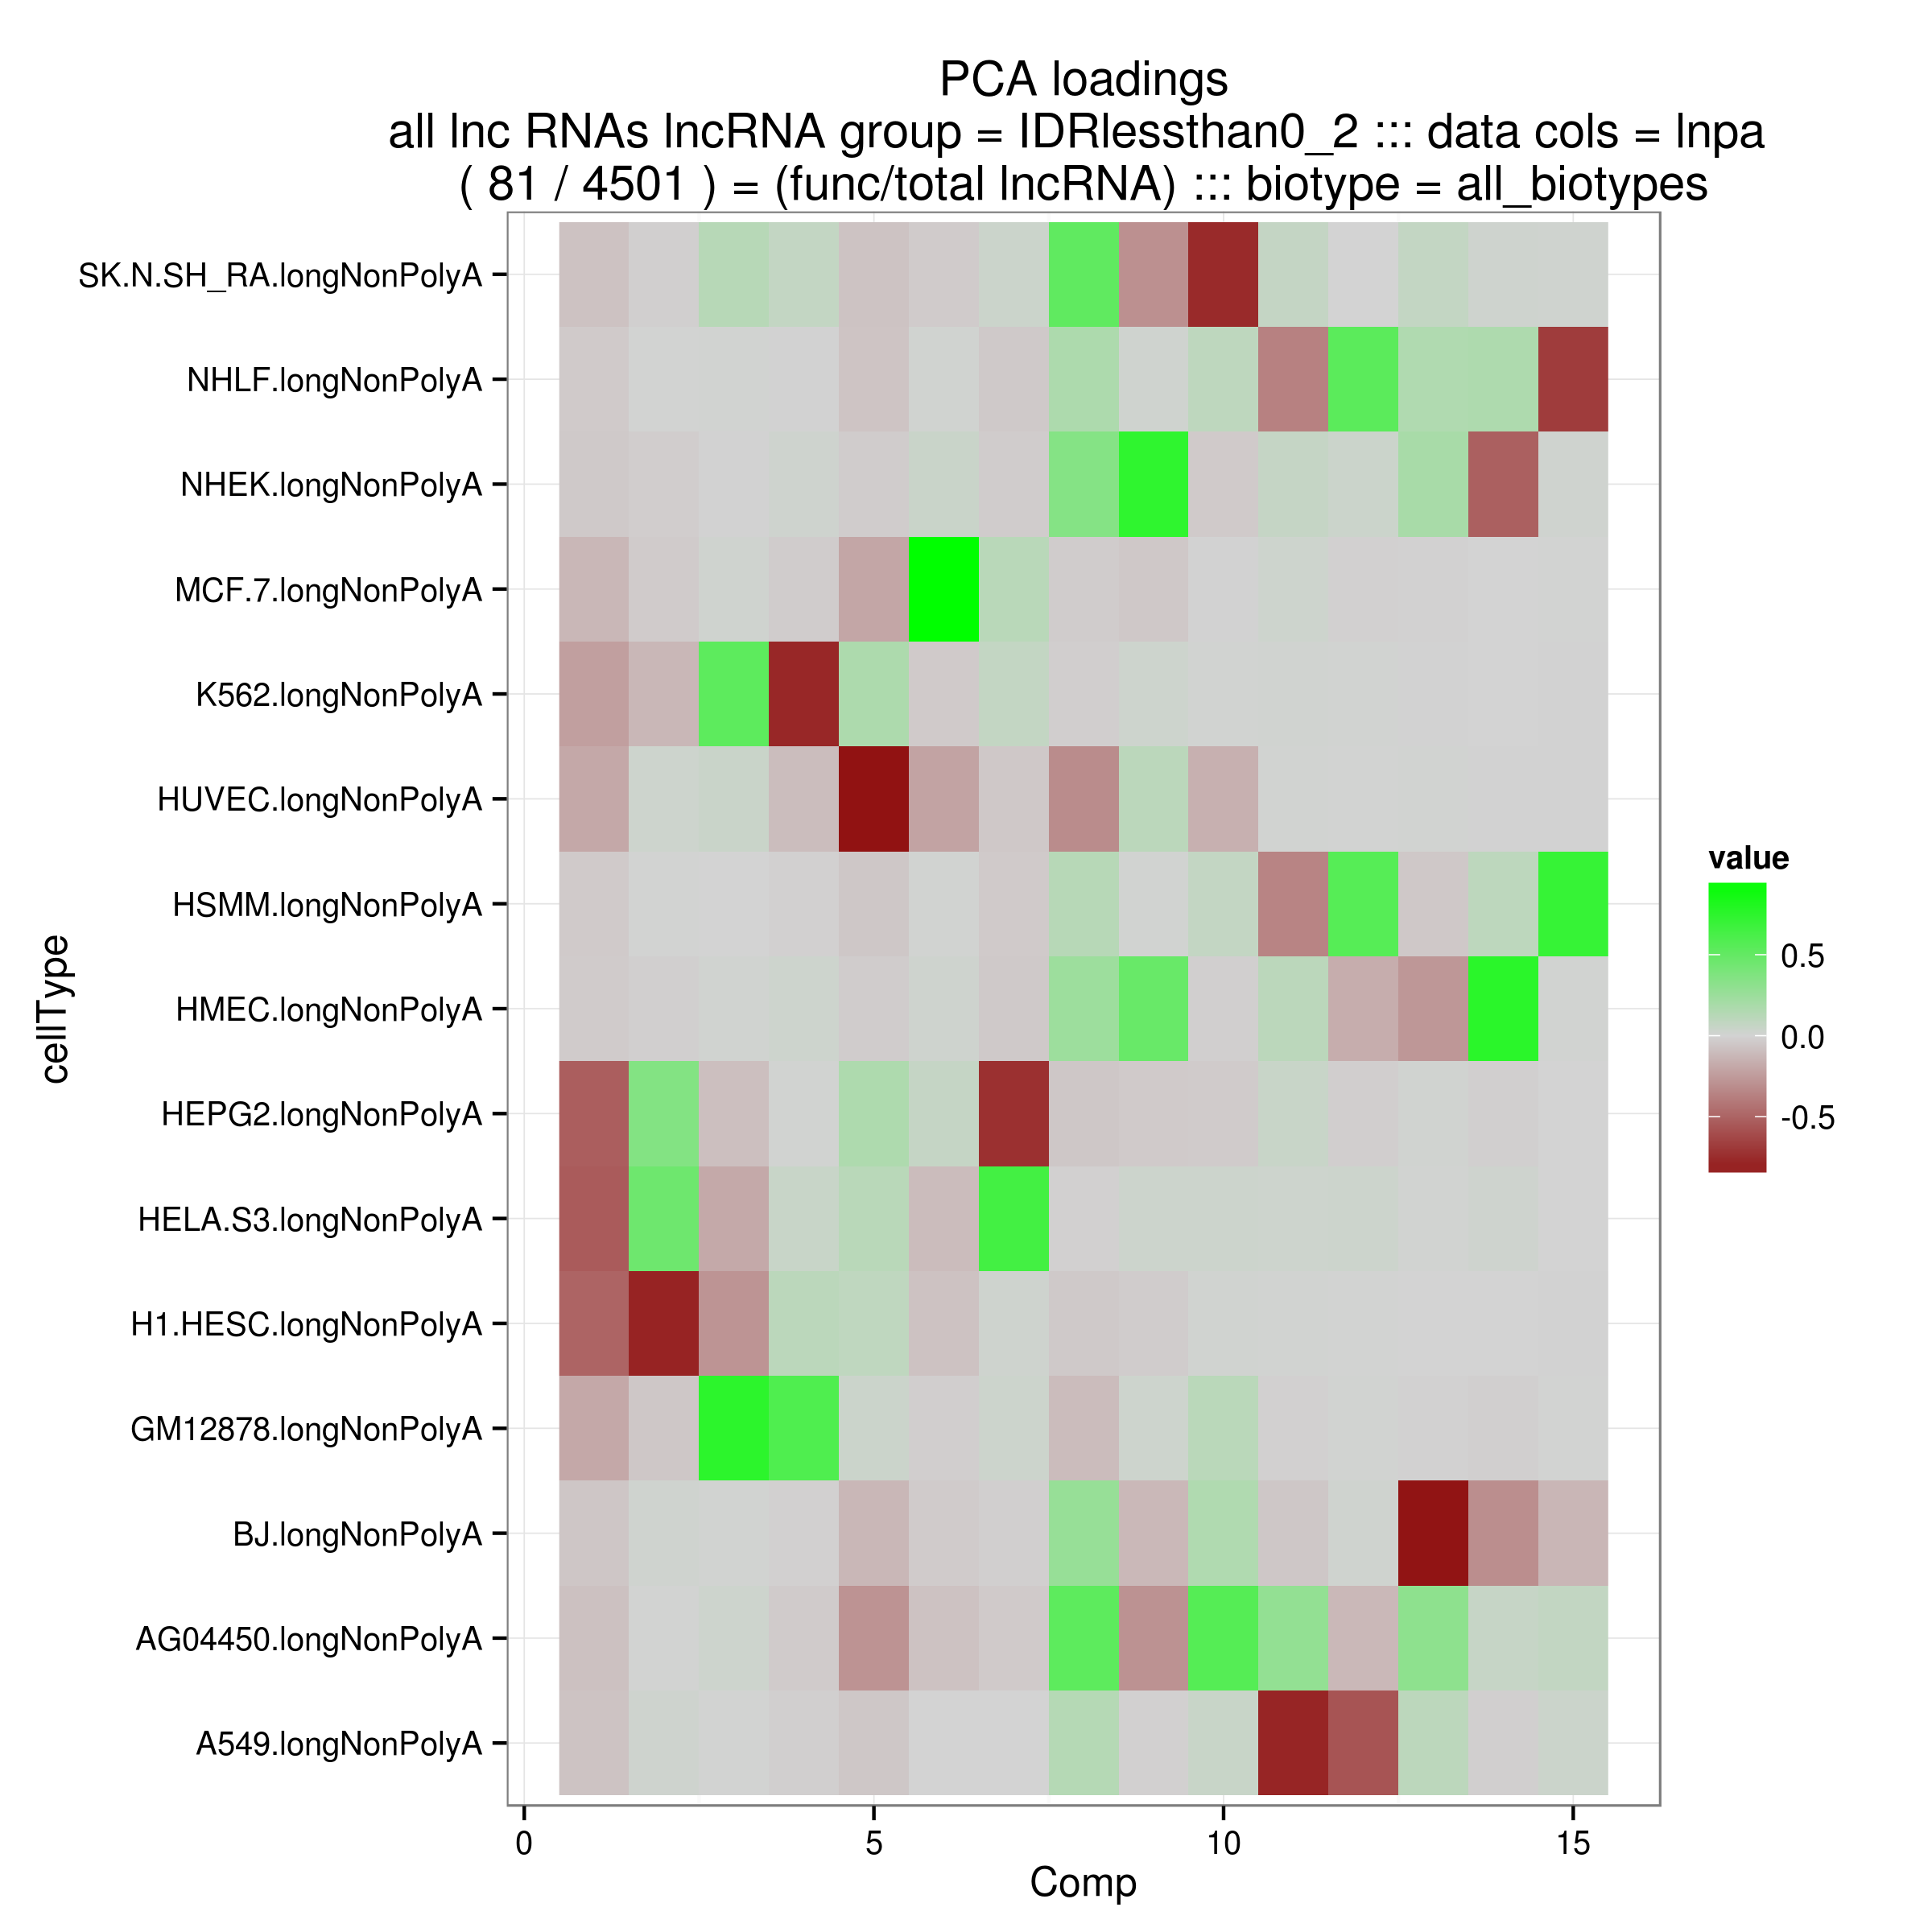 PCA loadings
all lnc RNAs lncRNA group = IDRlessthan0_2 ::: data cols = lnpa
( 81 / 4501 ) = (func/total lncRNA) ::: biotype = all_biotypes
cellType
SK.N.SH_RA.longNonPolyA
NHLF.longNonPolyA
NHEK.longNonPolyA
MCF.7.longNonPolyA
K562.longNonPolyA
HUVEC.longNonPolyA
HSMM.longNonPolyA
HMEC.longNonPolyA
HEPG2.longNonPolyA
HELA.S3.longNonPolyA
H1.HESC.longNonPolyA
GM12878.longNonPolyA
BJ.longNonPolyA
AG04450.longNonPolyA
A549.longNonPolyA
0 5 10 15
Comp
value
0.5
0.0
-0.5